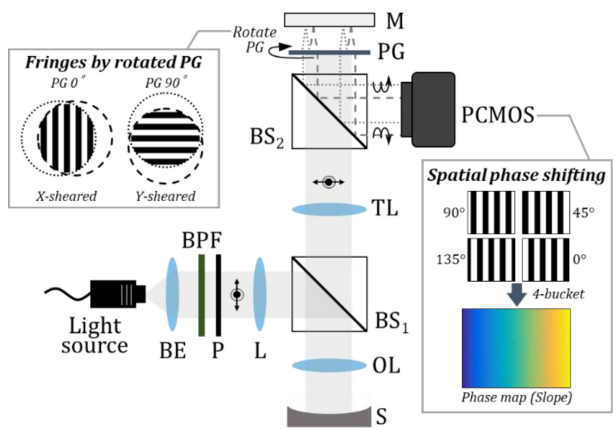 M
Rotate
PG
PG
Fringes by rotated PG
PG 0°
PG 90°
X-sheared
Y-sheared
BS2
PCMOS
Spatial phase shifting
90°
45°
135°
0°
4-bucket
Phase map (Slope)
TL
BPF
Light
source
BE
P
L
BS1
OL
S